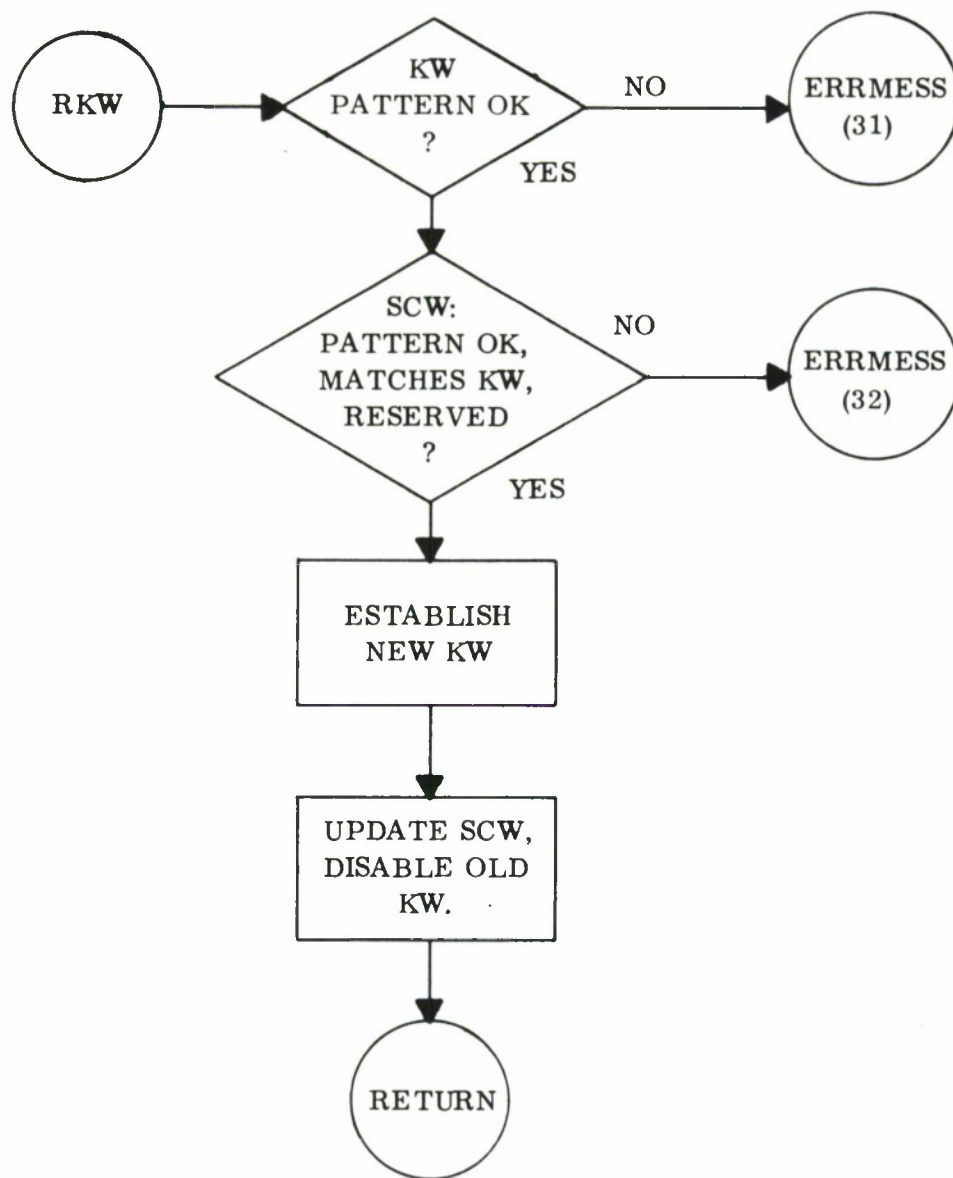 RKW
KW
PATTERN OK
?
NO
ERRMESS
(31)
YES
SCW:
PATTERN OK,
MATCHES KW,
RESERVED
?
NO
ERRMESS
(32)
YES
ESTABLISH
NEW KW
UPDATE SCW,
DISABLE OLD
KW.
RETURN